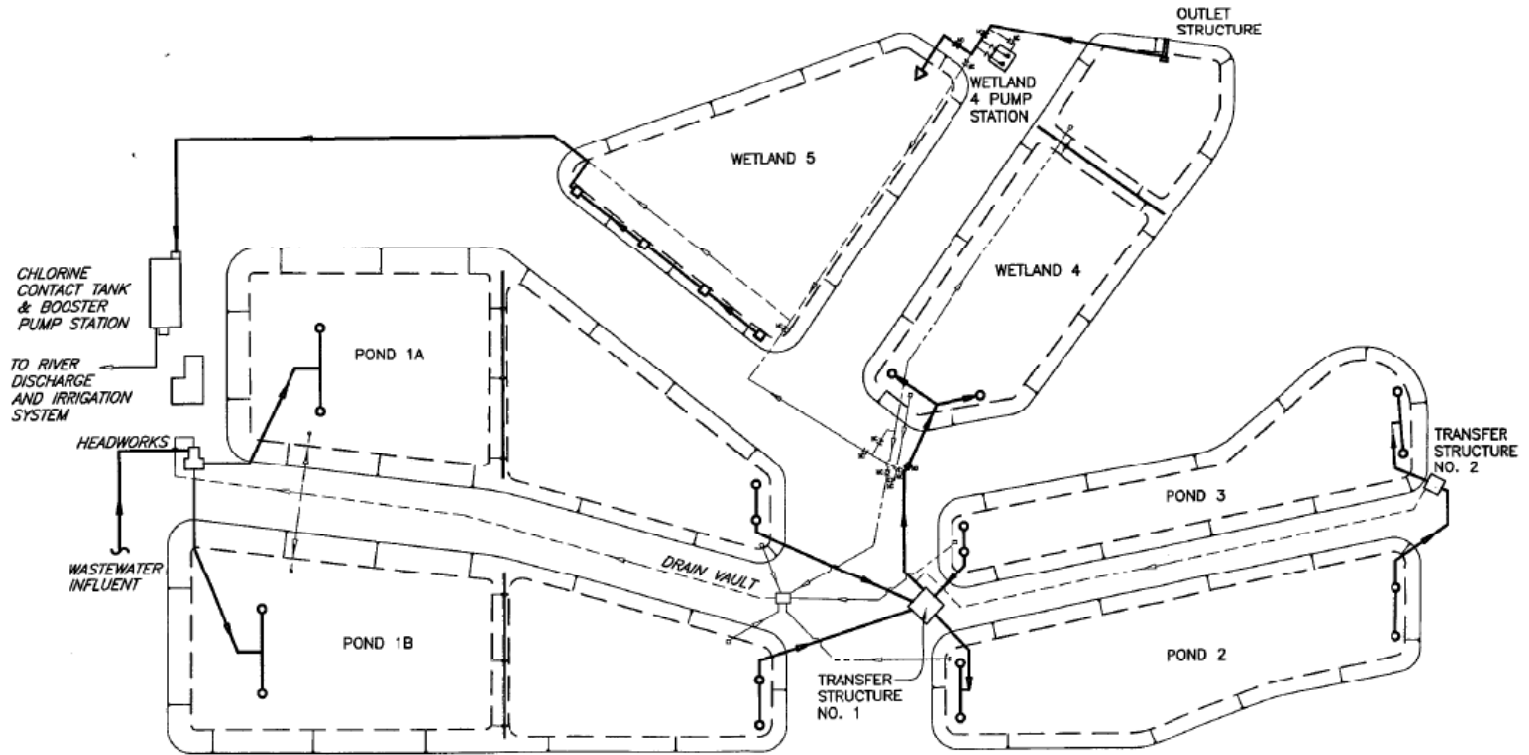 OUTLET
STRUCTURE
WETLAND
4 PUMP
STATION
WETLAND 5
WETLAND 4
CHLORINE
CONTACT TANK
& BOOSTER
PUMP STATION
POND 1A
TO RIVER
DISCHARGE
AND IRRIGATION
SYSTEM
HEADWORKS
TRANSFER
STRUCTURE
NO. 2
POND 3
WASTEWATER
INFLUENT
DRAIN VAULT
POND 1B
POND 2
TRANSFER
STRUCTURE
NO. 1